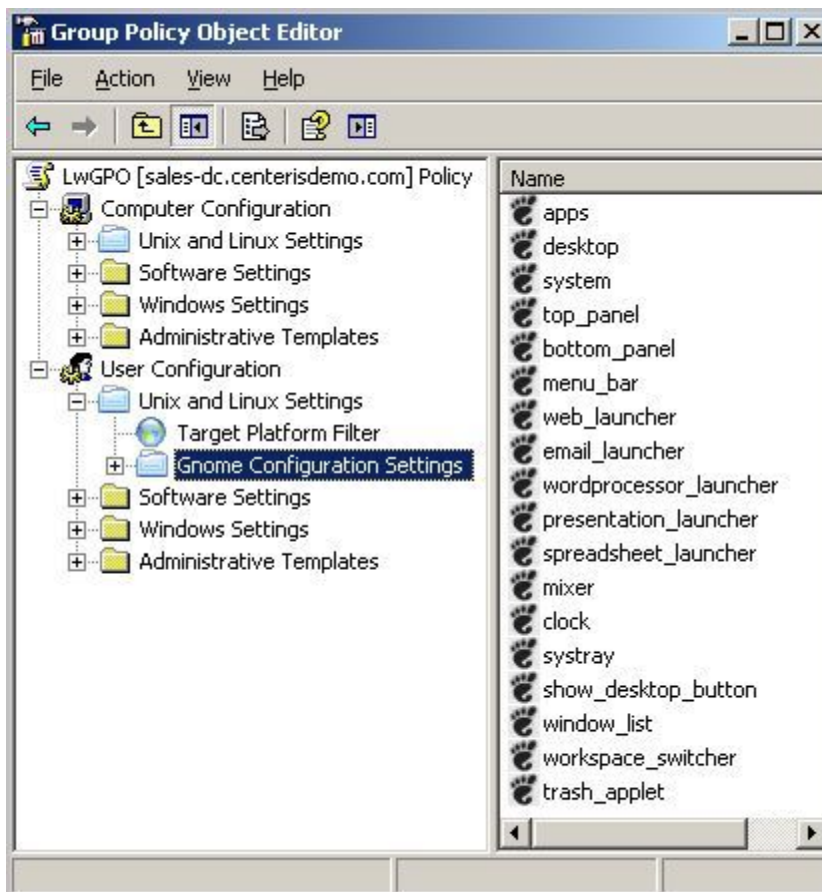 Group Policy Object Editor
File Action View Help
LwGPO [sales-dc.centerisdemo.com] Policy
Computer Configuration
Unix and Linux Settings
Software Settings
Windows Settings
Administrative Templates
User Configuration
Unix and Linux Settings
Target Platform Filter
Gnome Configuration Settings
Software Settings
Windows Settings
Administrative Templates
Name
apps
desktop
system
top_panel
bottom_panel
menu_bar
web_launcher
email_launcher
wordprocessor_launcher
presentation_launcher
spreadsheet_launcher
mixer
clock
systray
show_desktop_button
window_list
workspace_switcher
trash_applet